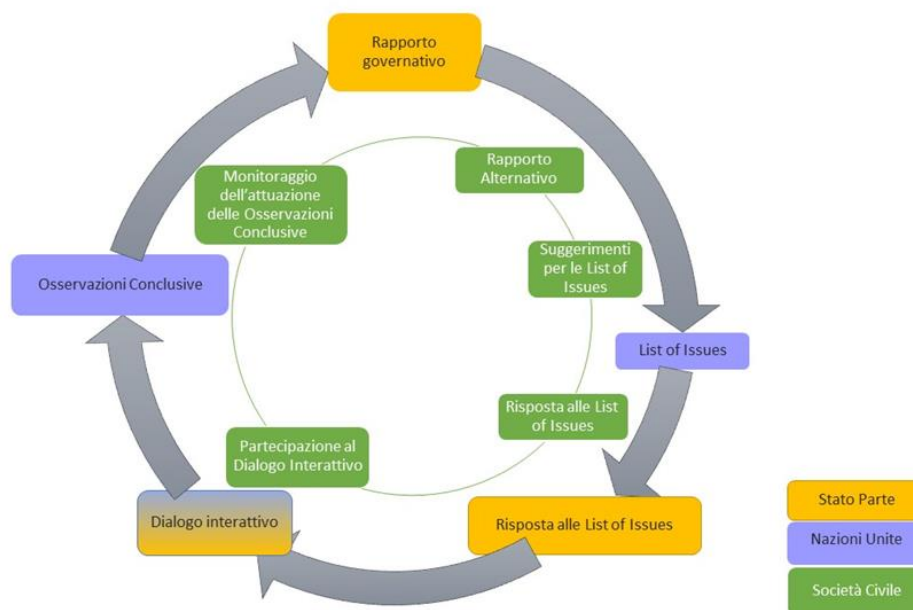 Rapporto
governativo
Rapporto
Alternativo
Monitoraggio
dell'attuazione
delle Osservazioni
Conclusive
Suggerimenti
per le List of
Issues
Osservazioni Conclusive
List of Issues
Risposta alle List
of Issues
Partecipazione al
Dialogo Interattivo
Dialogo interattivo
Risposta alle List of Issues
Stato Parte
Nazioni Unite
Società Civile